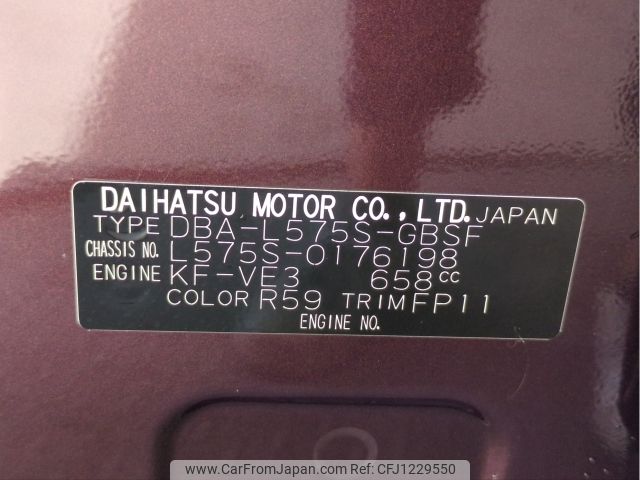 DAIHATSU MOTOR CO., LTD. JAPAN
TYPE DBA-L575S-GBSF
CHASSIS NO. L575S-0176198
ENGINE KF-VE3 658CC
COLOR R59 TRIM FP11
ENGINE NO.
www.CarFromJapan.com Ref:No. CFJ1229550